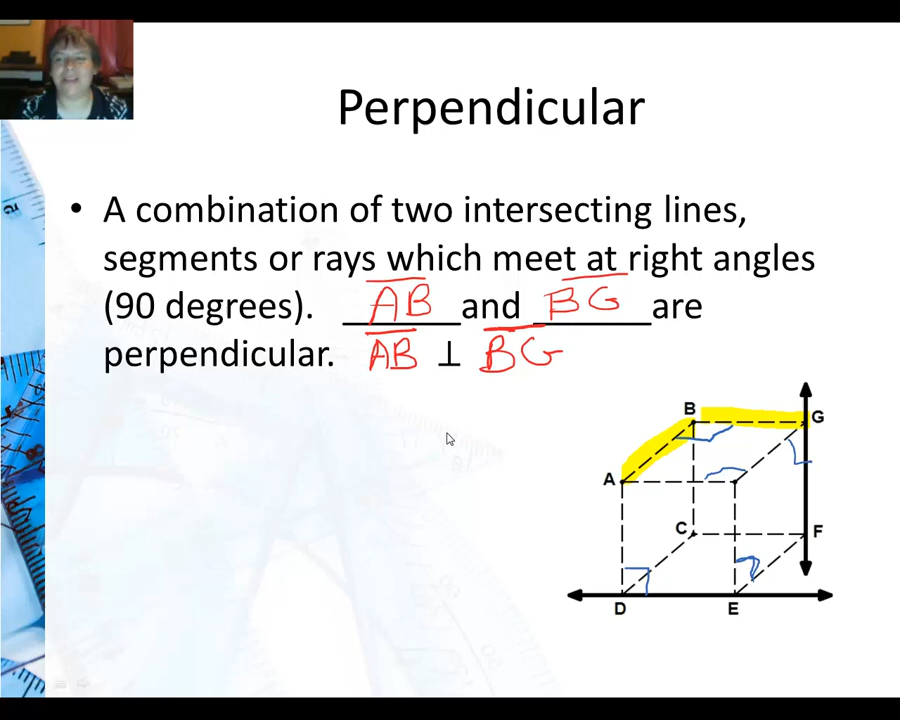 Perpendicular
• A combination of two intersecting lines,
segments or rays which meet at right angles
(90 degrees). AB and BG are
perpendicular. AB ⊥ BG
B
G
A
C
F
D
E